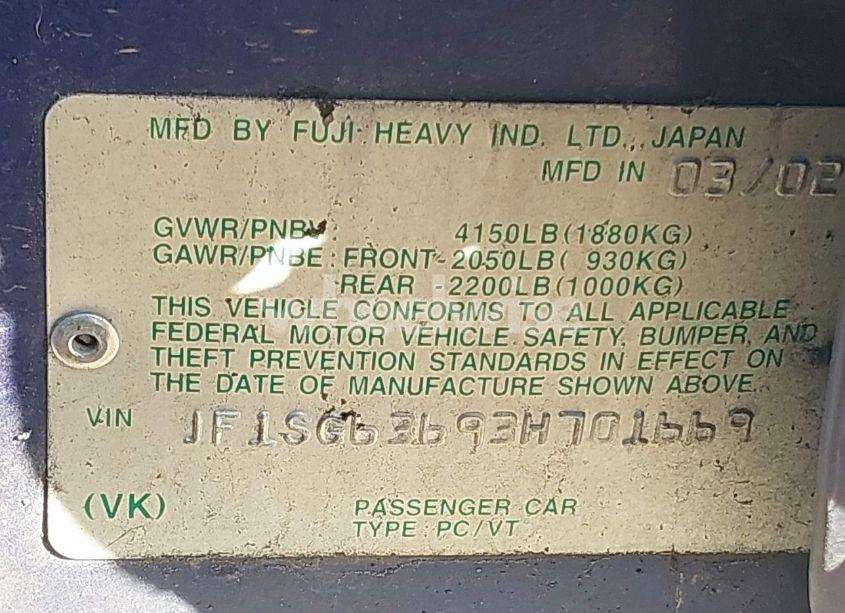 MFD BY FUJI HEAVY IND. LTD., JAPAN
MFD IN 03/02
GVWR/PNBV: 4150LB(1880KG)
GAWR/PNBE: FRONT-2050LB( 930KG)
REAR -2200LB(1000KG)
THIS VEHICLE CONFORMS TO ALL APPLICABLE
FEDERAL MOTOR VEHICLE SAFETY, BUMPER, AND
THEFT PREVENTION STANDARDS IN EFFECT ON
THE DATE OF MANUFACTURE SHOWN ABOVE.
VIN JF1SG63693H701669
(VK) PASSENGER CAR
TYPE: PC/VT